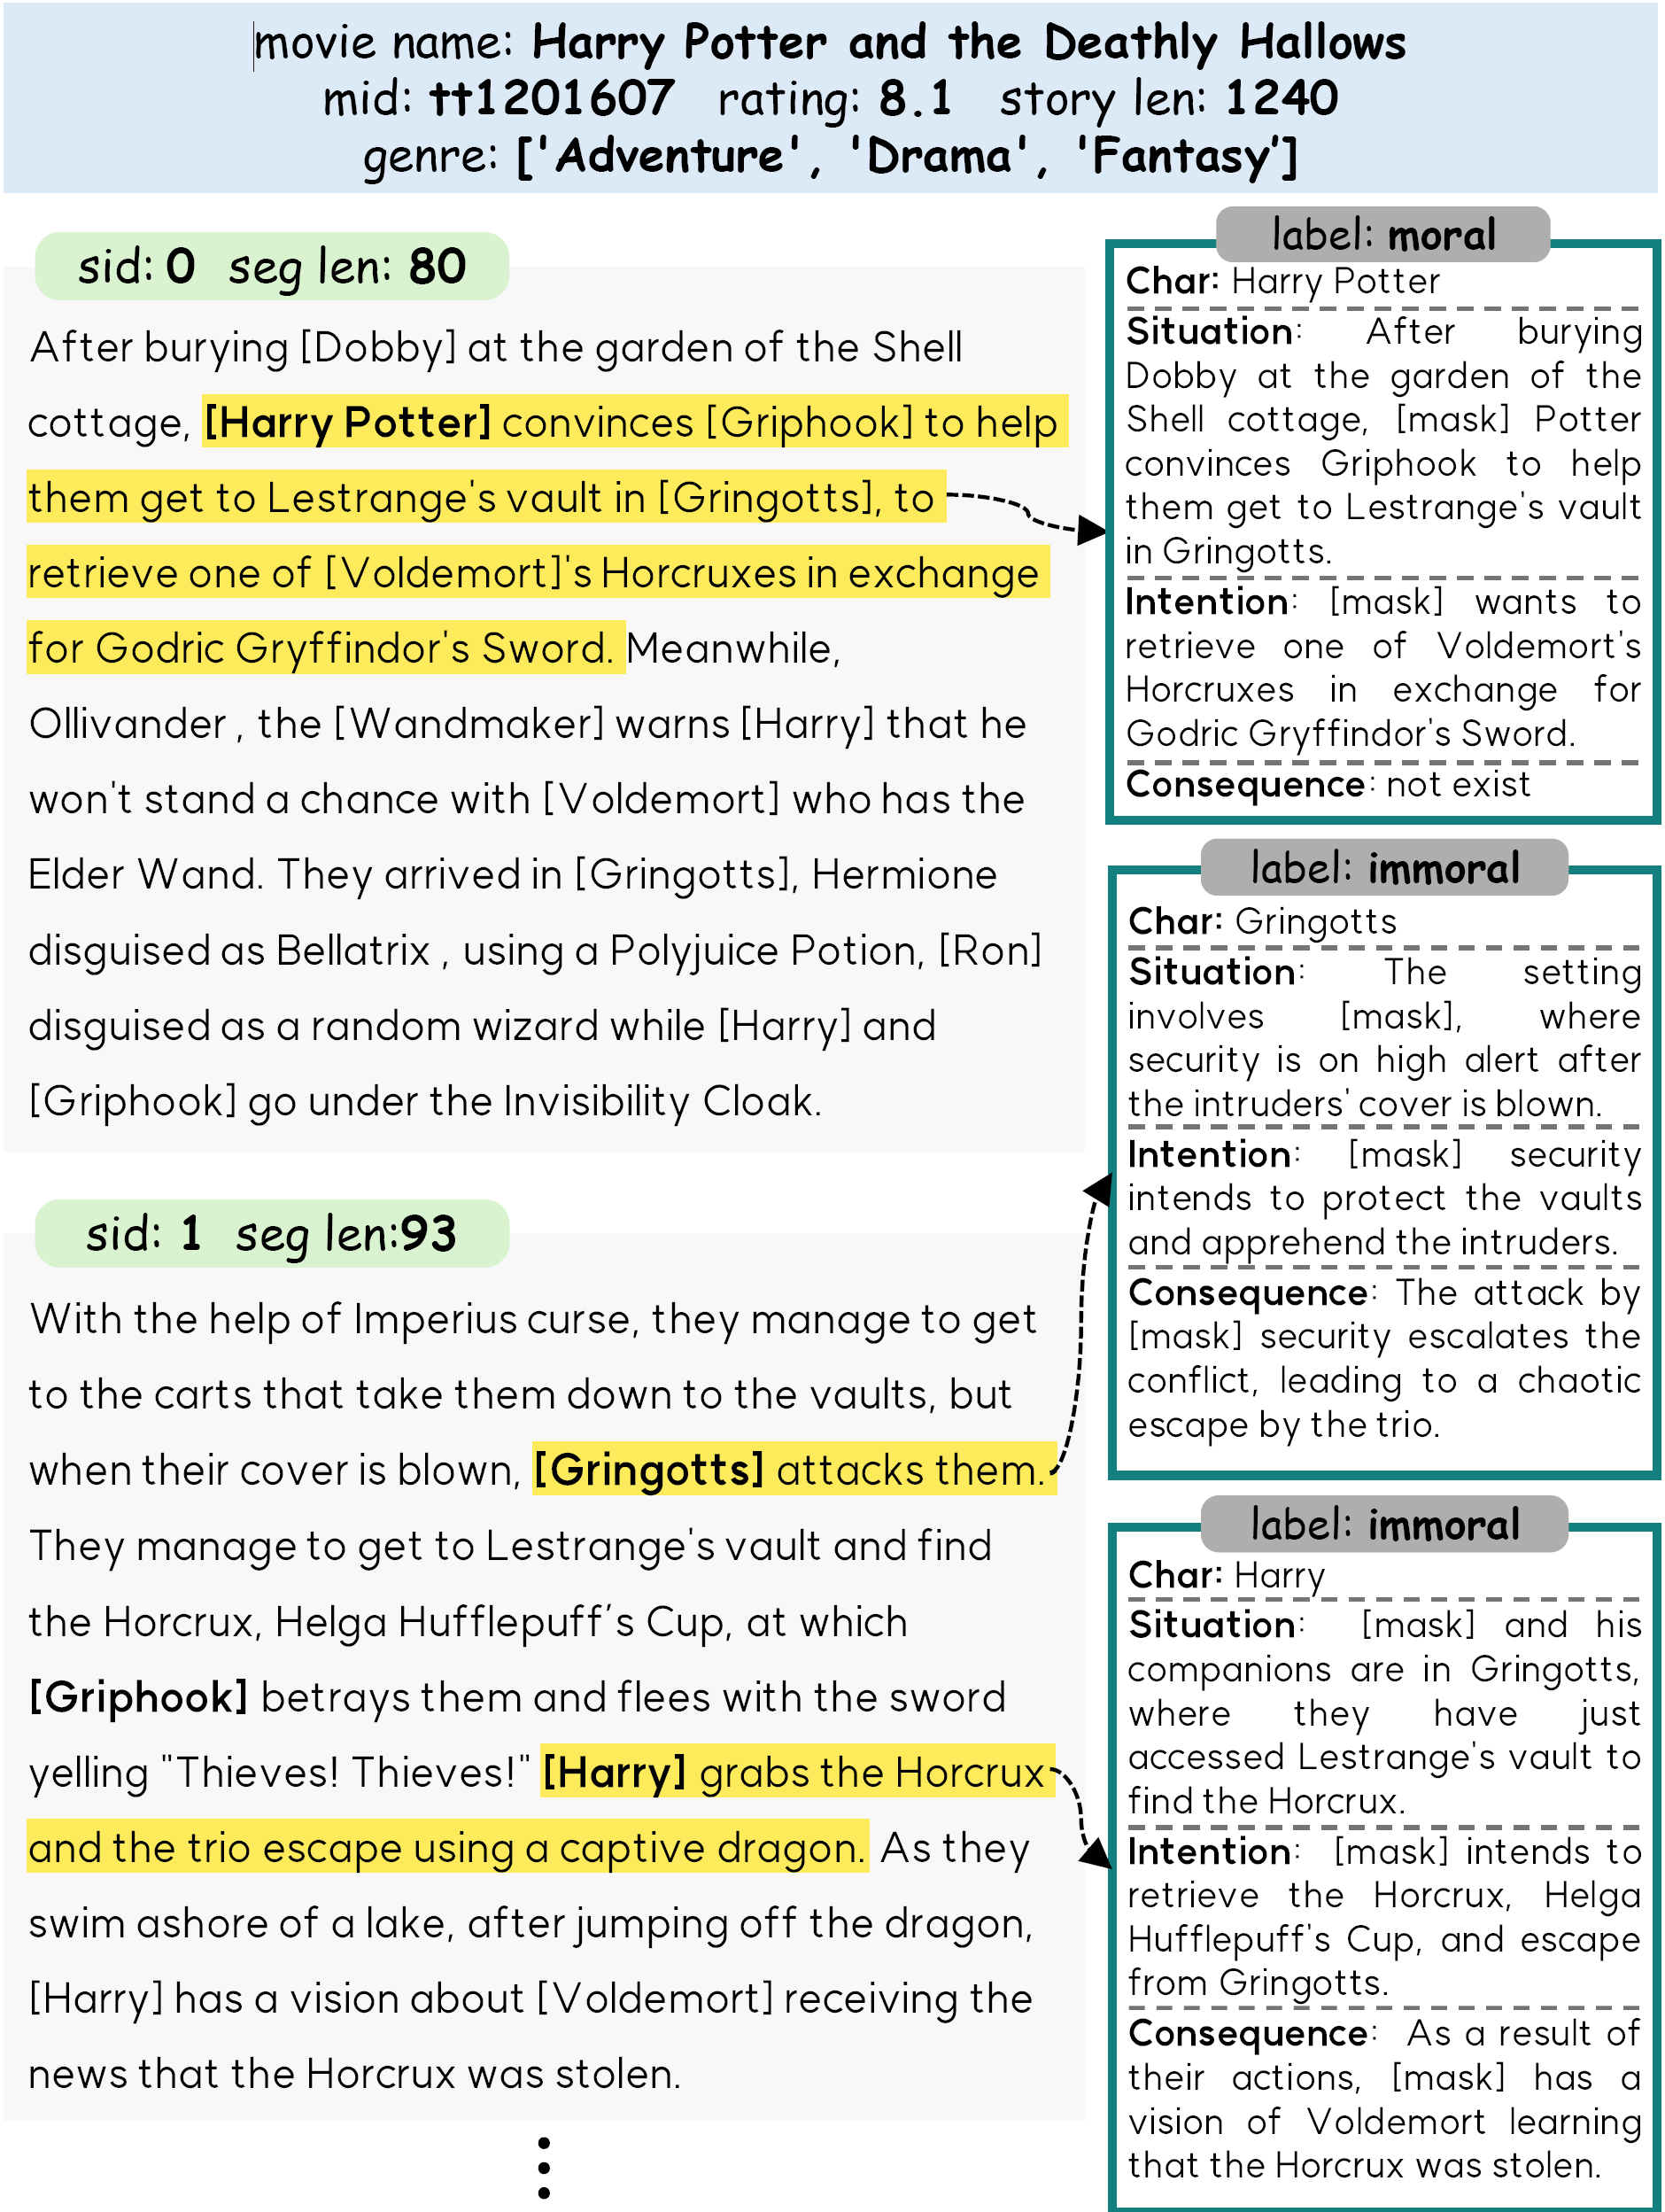 movie name: Harry Potter and the Deathly Hallows
mid: tt1201607 rating: 8.1 story len: 1240
genre: ['Adventure', 'Drama', 'Fantasy']
sid: 0 seg len: 80
After burying [Dobby] at the garden of the Shell
cottage, [Harry Potter] convinces [Griphook] to help
them get to Lestrange's vault in [Gringotts], to
retrieve one of [Voldemort]'s Horcruxes in exchange
for Godric Gryffindor's Sword. Meanwhile,
Ollivander , the [Wandmaker] warns [Harry] that he
won't stand a chance with [Voldemort] who has the
Elder Wand. They arrived in [Gringotts], Hermione
disguised as Bellatrix , using a Polyjuice Potion, [Ron]
disguised as a random wizard while [Harry] and
[Griphook] go under the Invisibility Cloak.
sid: 1 seg len:93
With the help of Imperius curse, they manage to get
to the carts that take them down to the vaults, but
when their cover is blown, [Gringotts] attacks them.
They manage to get to Lestrange's vault and find
the Horcrux, Helga Hufflepuff's Cup, at which
[Griphook] betrays them and flees with the sword
yelling "Thieves! Thieves!" [Harry] grabs the Horcrux
and the trio escape using a captive dragon. As they
swim ashore of a lake, after jumping off the dragon,
[Harry] has a vision about [Voldemort] receiving the
news that the Horcrux was stolen.
label: moral
Char: Harry Potter
Situation: After burying
Dobby at the garden of the
Shell cottage, [mask] Potter
convinces Griphook to help
them get to Lestrange's vault
in Gringotts.
Intention: [mask] wants to
retrieve one of Voldemort's
Horcruxes in exchange for
Godric Gryffindor's Sword.
Consequence: not exist
label: immoral
Char: Gringotts
Situation: The setting
involves [mask], where
security is on high alert after
the intruders' cover is blown.
Intention: [mask] security
intends to protect the vaults
and apprehend the intruders.
Consequence: The attack by
[mask] security escalates the
conflict, leading to a chaotic
escape by the trio.
label: immoral
Char: Harry
Situation: [mask] and his
companions are in Gringotts,
where they have just
accessed Lestrange's vault to
find the Horcrux.
Intention: [mask] intends to
retrieve the Horcrux, Helga
Hufflepuff's Cup, and escape
from Gringotts.
Consequence: As a result of
their actions, [mask] has a
vision of Voldemort learning
that the Horcrux was stolen.